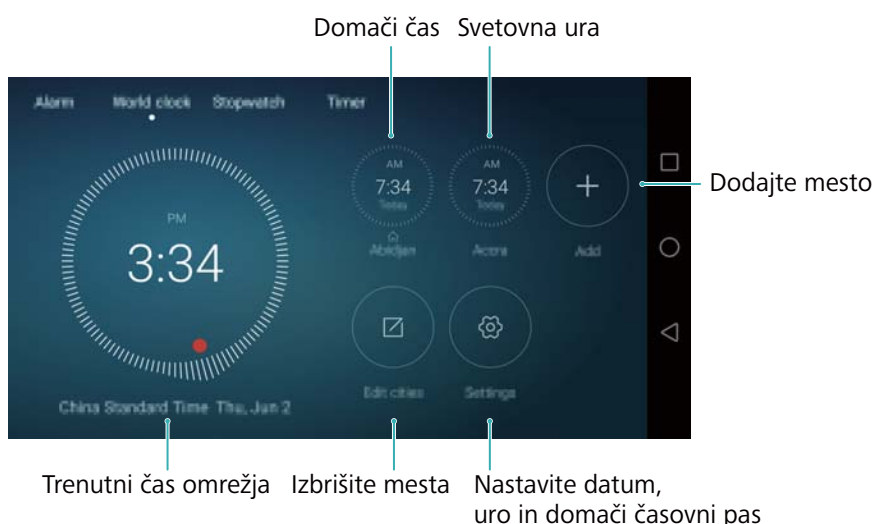 Domači čas Svetovna ura
Alarm World clock Stopwatch Timer
AM
7:34
Today
Abidjan
AM
7:34
Today
Accra
Add
Dodajte mesto
PM
3:34
China Standard Time Thu, Jun 2
Edit cities
Settings
Trenutni čas omrežja
Izbrišite mesta
Nastavite datum,
uro in domači časovni pas